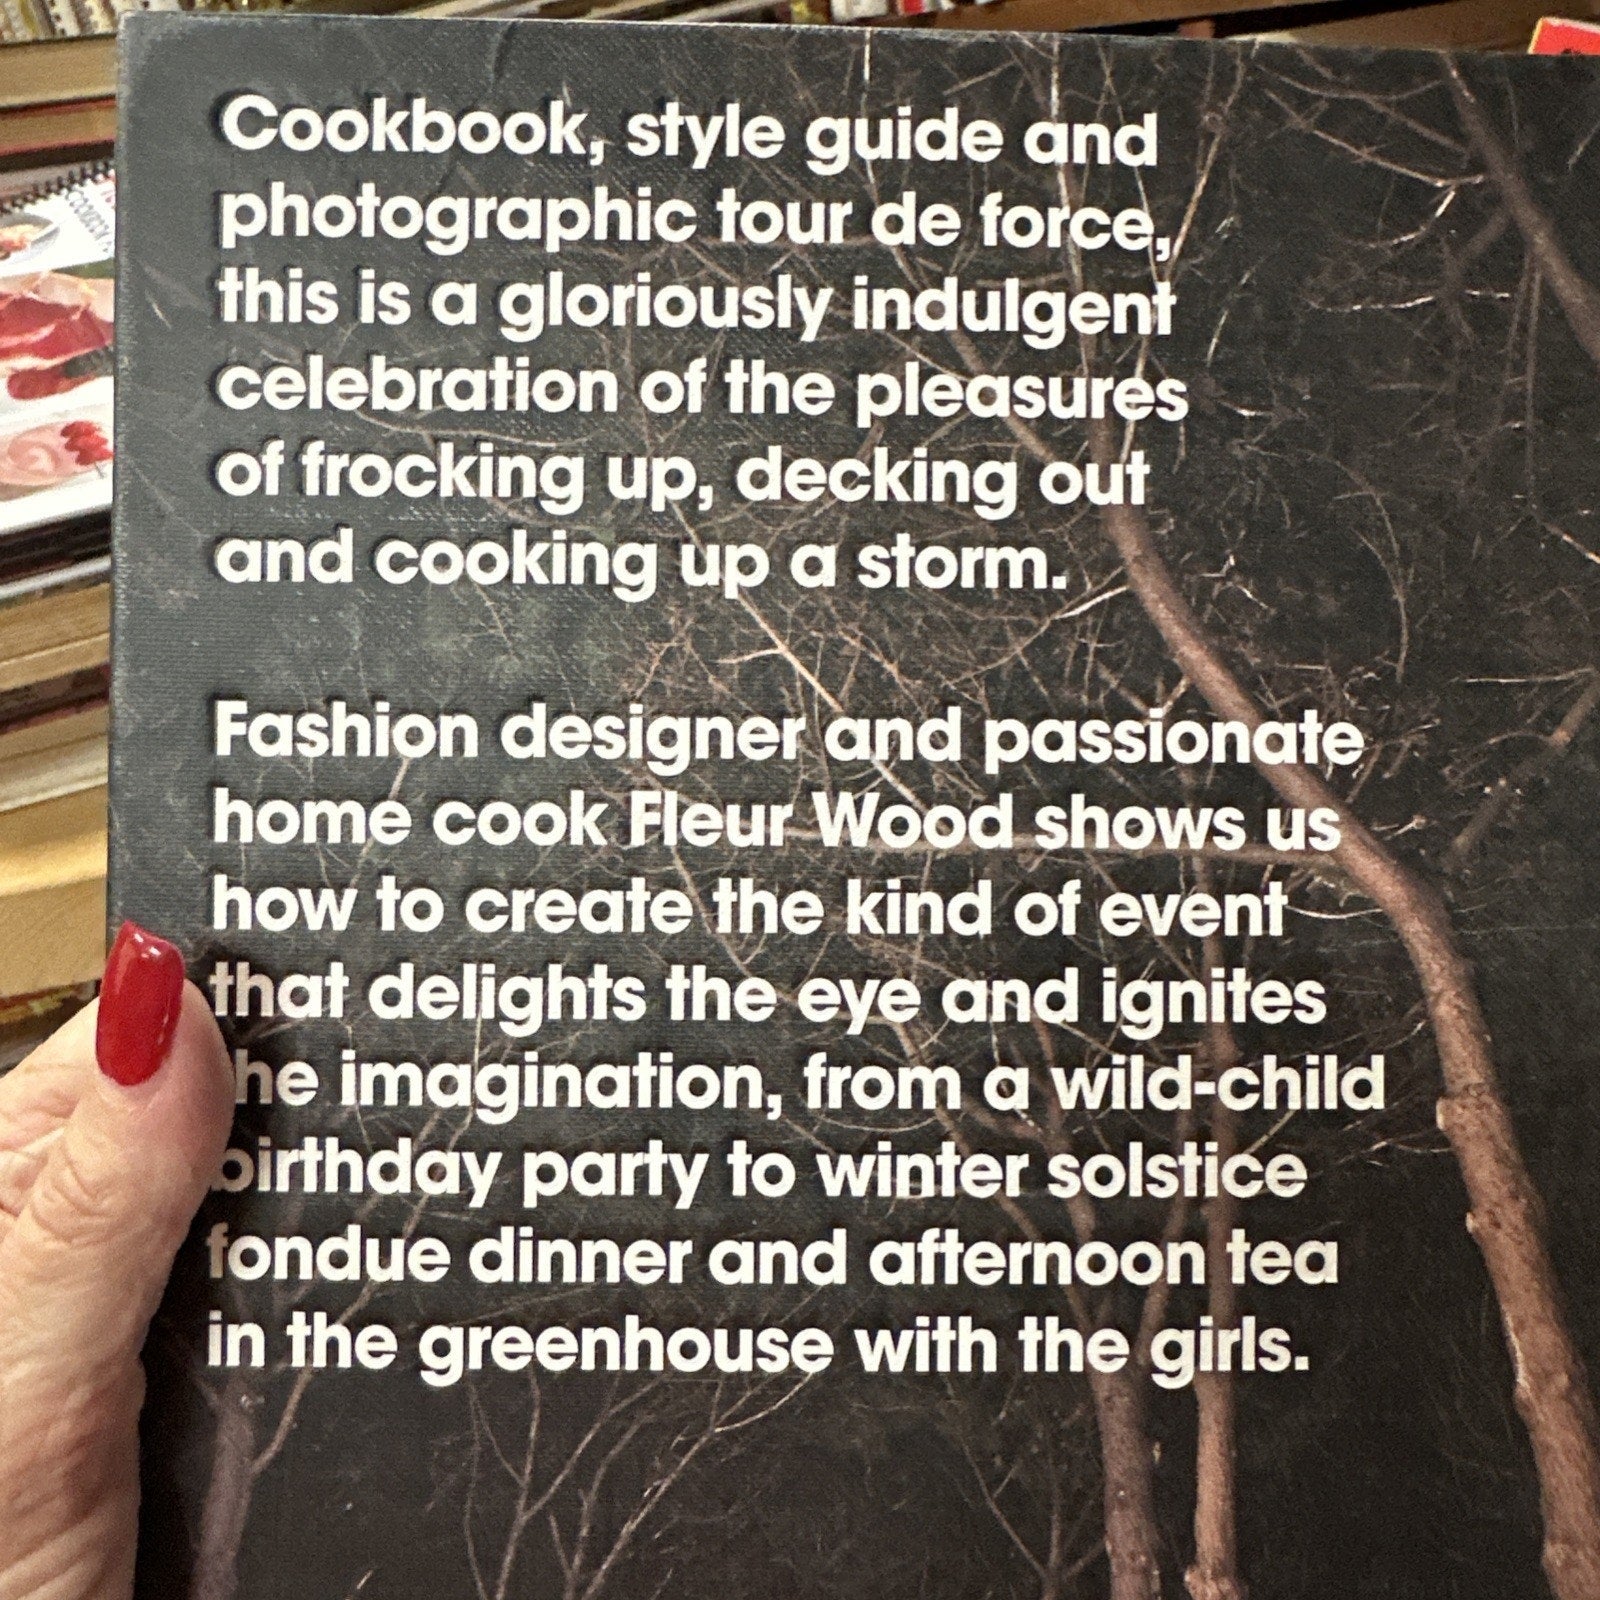 Cookbook, style guide and
photographic tour de force,
this is a gloriously indulgent
celebration of the pleasures
of frocking up, decking out
and cooking up a storm.
Fashion designer and passionate
home cook Fleur Wood shows us
how to create the kind of event
that delights the eye and ignites
the imagination, from a wild-child
birthday party to winter solstice
fondue dinner and afternoon tea
in the greenhouse with the girls.